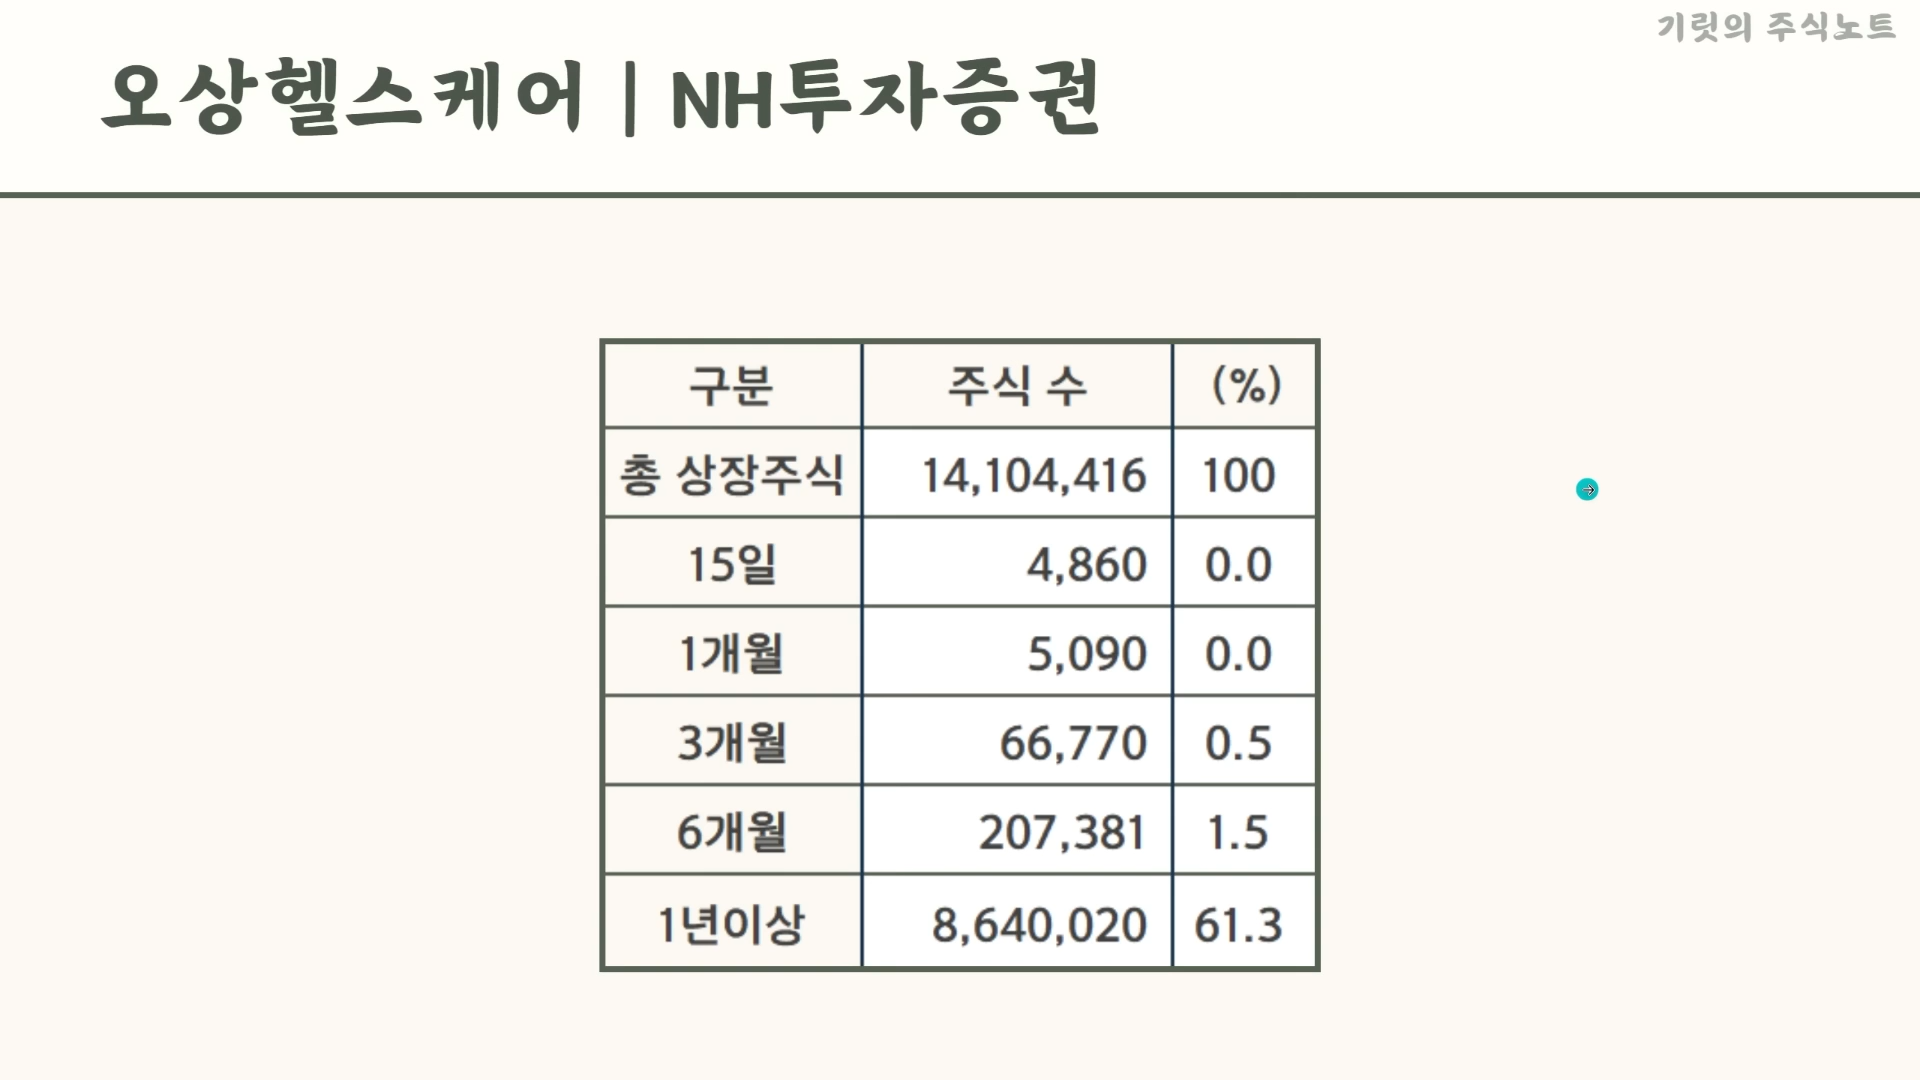 기릿의 주식노트
오상헬스케어 | NH투자증권
구분 주식 수 (%)
총 상장주식 14,104,416 100
15일 4,860 0.0
1개월 5,090 0.0
3개월 66,770 0.5
6개월 207,381 1.5
1년이상 8,640,020 61.3